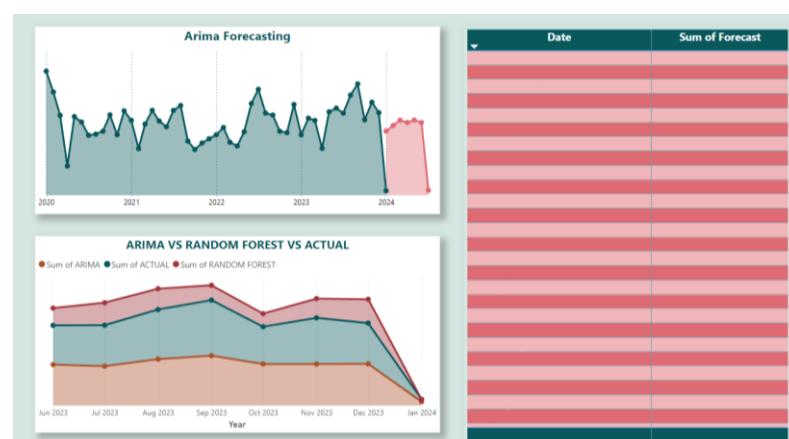 Arima Forecasting
2020 2021 2022 2023 2024
ARIMA VS RANDOM FOREST VS ACTUAL
Sum of ARIMA Sum of ACTUAL Sum of RANDOM FOREST
Jun 2023 Jul 2023 Aug 2023 Sep 2023 Oct 2023 Nov 2023 Dec 2023 Jan 2024
Year
Date Sum of Forecast